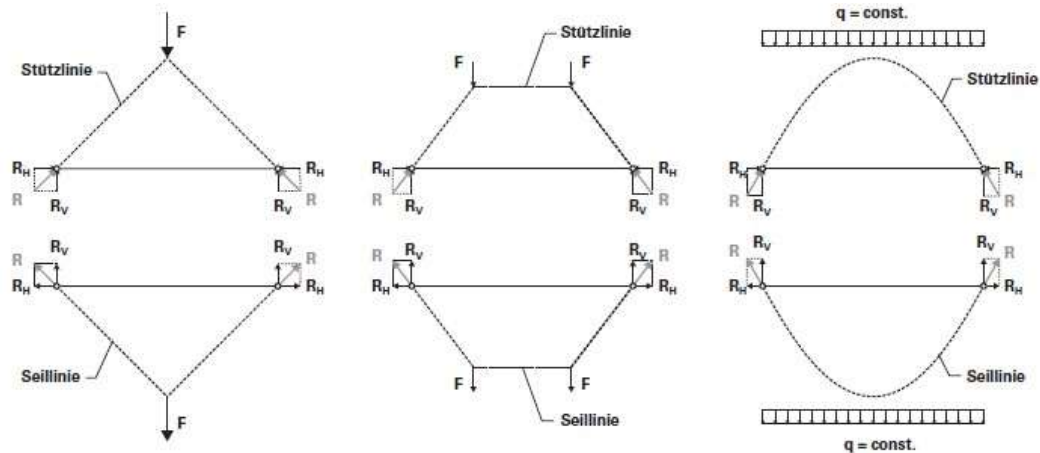 F
Stützlinie
R_H
R
R_V
R_H
R
R_V
Stützlinie
F
F
R_H
R
R_V
R_H
R
R_V
q = const.
Stützlinie
R_H
R
R_V
R_H
R
R_V
R
R_V
R_H
R_V
R
R_H
Seillinie
F
R
R_V
R_H
R_V
R
R_H
F
F
Seillinie
R
R_V
R_H
R_V
R
R_H
Seillinie
q = const.